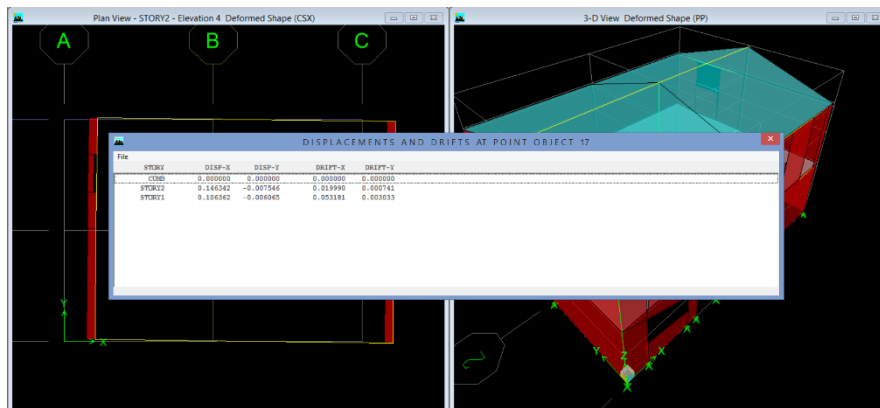 Plan View - STORY2 - Elevation 4 Deformed Shape (CSX)
3-D View Deformed Shape (PP)
A
B
C
DISPLACEMENTS AND DRIFTS AT POINT OBJECT 17
File
STORY DISP-X DISP-Y DRIFT-X DRIFT-Y
CUMB 0.000000 0.000000 0.000000 0.000000
STORY2 0.146342 -0.007546 0.019990 0.000741
STORY1 0.106362 -0.006065 0.053181 0.003033
Y
X
Y
Z
X
X